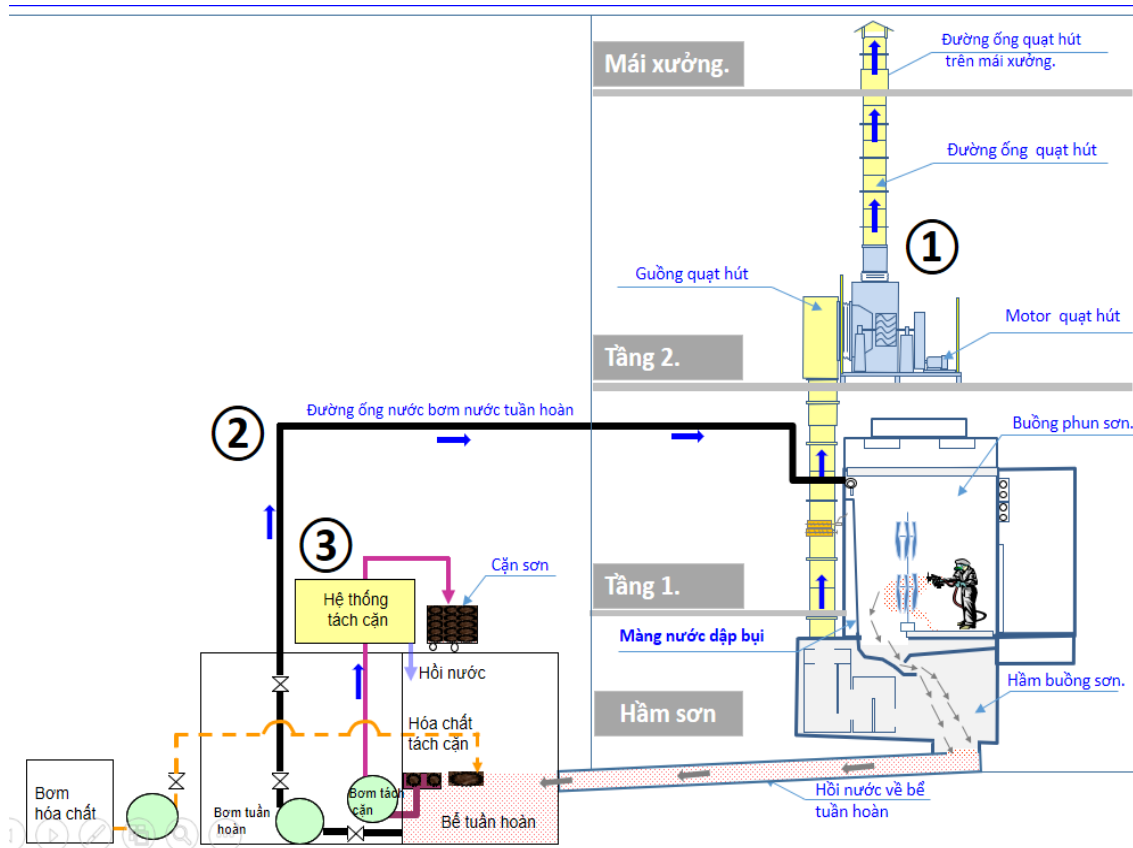 Mái xưởng.
Đường ống quạt hút
trên mái xưởng.
Đường ống quạt hút
1
Guồng quạt hút
Motor quạt hút
Tầng 2.
2
Đường ống nước bơm nước tuần hoàn
Buồng phun sơn.
3
Cặn sơn
Hệ thống
tách cặn
Tầng 1.
Màng nước dập bụi
Hồi nước
Hầm buồng sơn.
Hóa chất
tách cặn
Hầm sơn
Bơm
hóa chất
Bơm tuần
hoàn
Bơm tách
cặn
Bể tuần hoàn
Hồi nước về bể
tuần hoàn